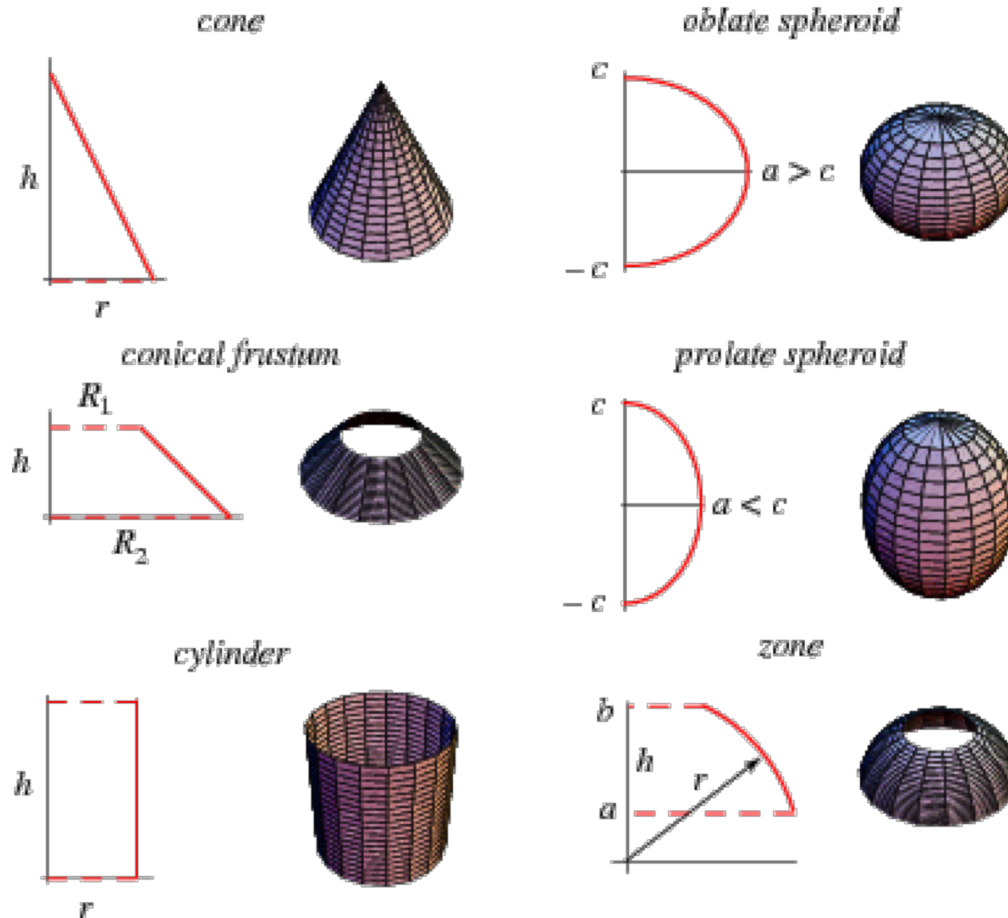 cone
h
r
oblate spheroid
c
a > c
−c
conical frustum
R₁
h
R₂
prolate spheroid
c
a < c
−c
cylinder
h
r
zone
b
h
r
a